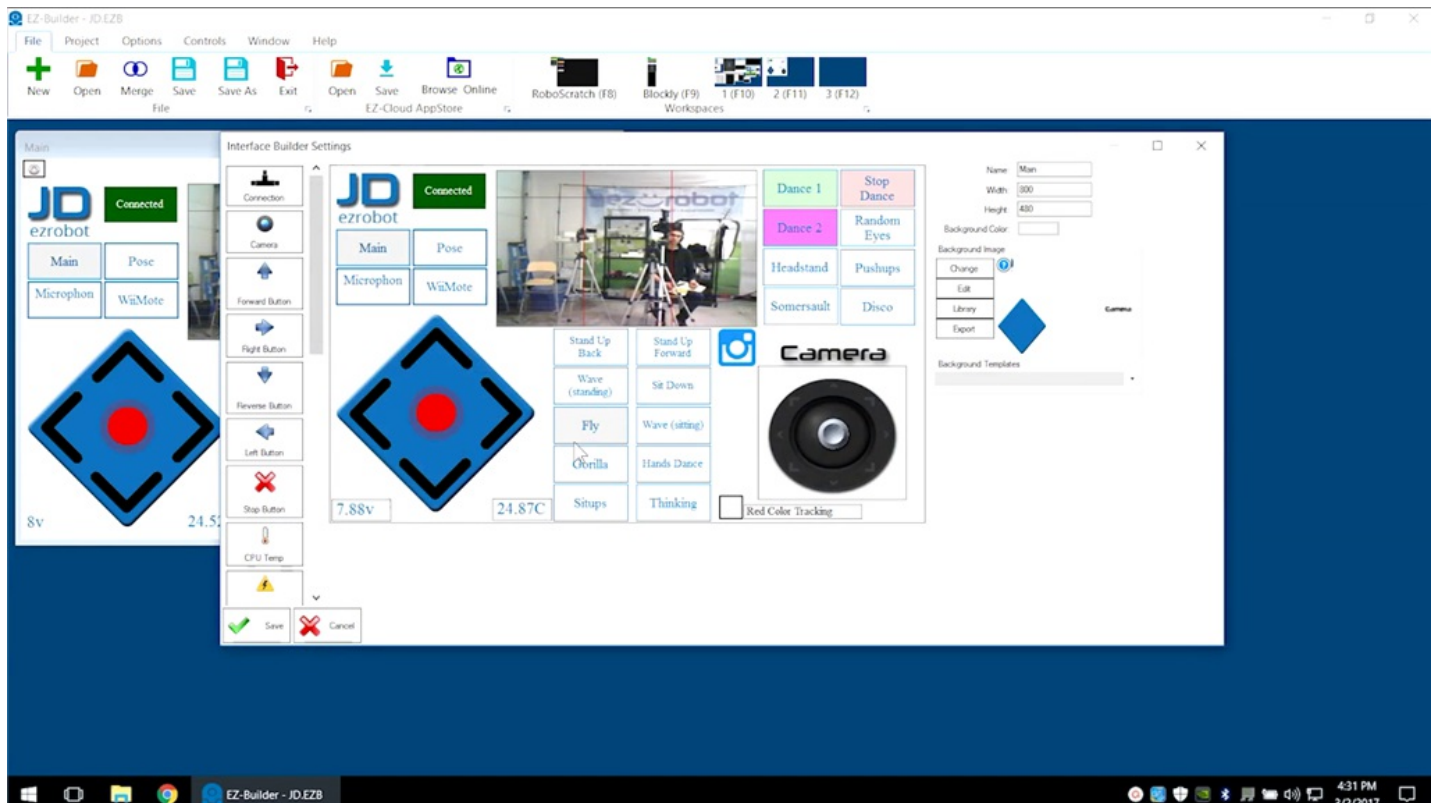 EZ-Builder - JD.EZB
File Project Options Controls Window Help
New Open Merge Save Save As Exit Open Save Browse Online RoboScratch (F8) Blockly (F9) 1 (F10) 2 (F11) 3 (F12)
File EZ-Cloud AppStore Workspaces
Main
JD
ezrobot
Connected
Main Pose
Microphon WiiMote
8v 24.52
Interface Builder Settings
Connection
Camera
Forward Button
Right Button
Reverse Button
Left Button
Stop Button
CPU Temp
Save Cancel
JD
ezrobot
Connected
Main Pose
Microphon WiiMote
7.88v 24.87C
ezrobot
Dance 1
Stop
Dance
Dance 2
Random
Eyes
Headstand Pushups
Somersault Disco
Stand Up
Back
Stand Up
Forward
Wave
(standing)
Sit Down
Fly Wave (sitting)
Gorilla Hands Dance
Situps Thinking
Camera
Red Color Tracking
Name: Main
Width: 800
Height: 480
Background Color:
Background Image
Change
Edit
Library
Export
Camera
Background Templates
EZ-Builder - JD.EZB
4:31 PM